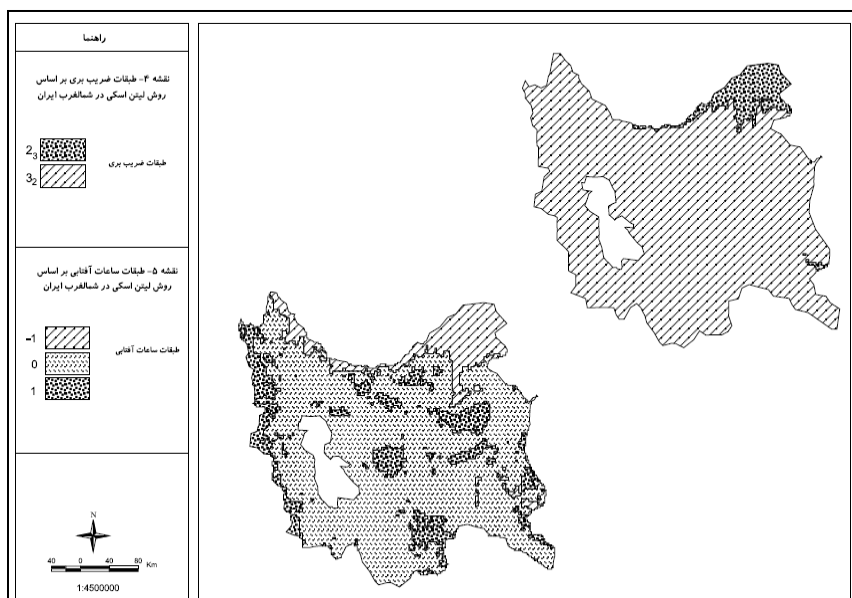 راهنما
نقشه ۴- طبقات ضریب بری بر اساس
روش لیتن اسکی در شمالغرب ایران
طبقات ضریب بری
2₃
3₂
نقشه ۵- طبقات ساعات آفتابی بر اساس
روش لیتن اسکی در شمالغرب ایران
طبقات ساعات آفتابی
-1
0
1
N
40 0 40 80 Km
1:4500000